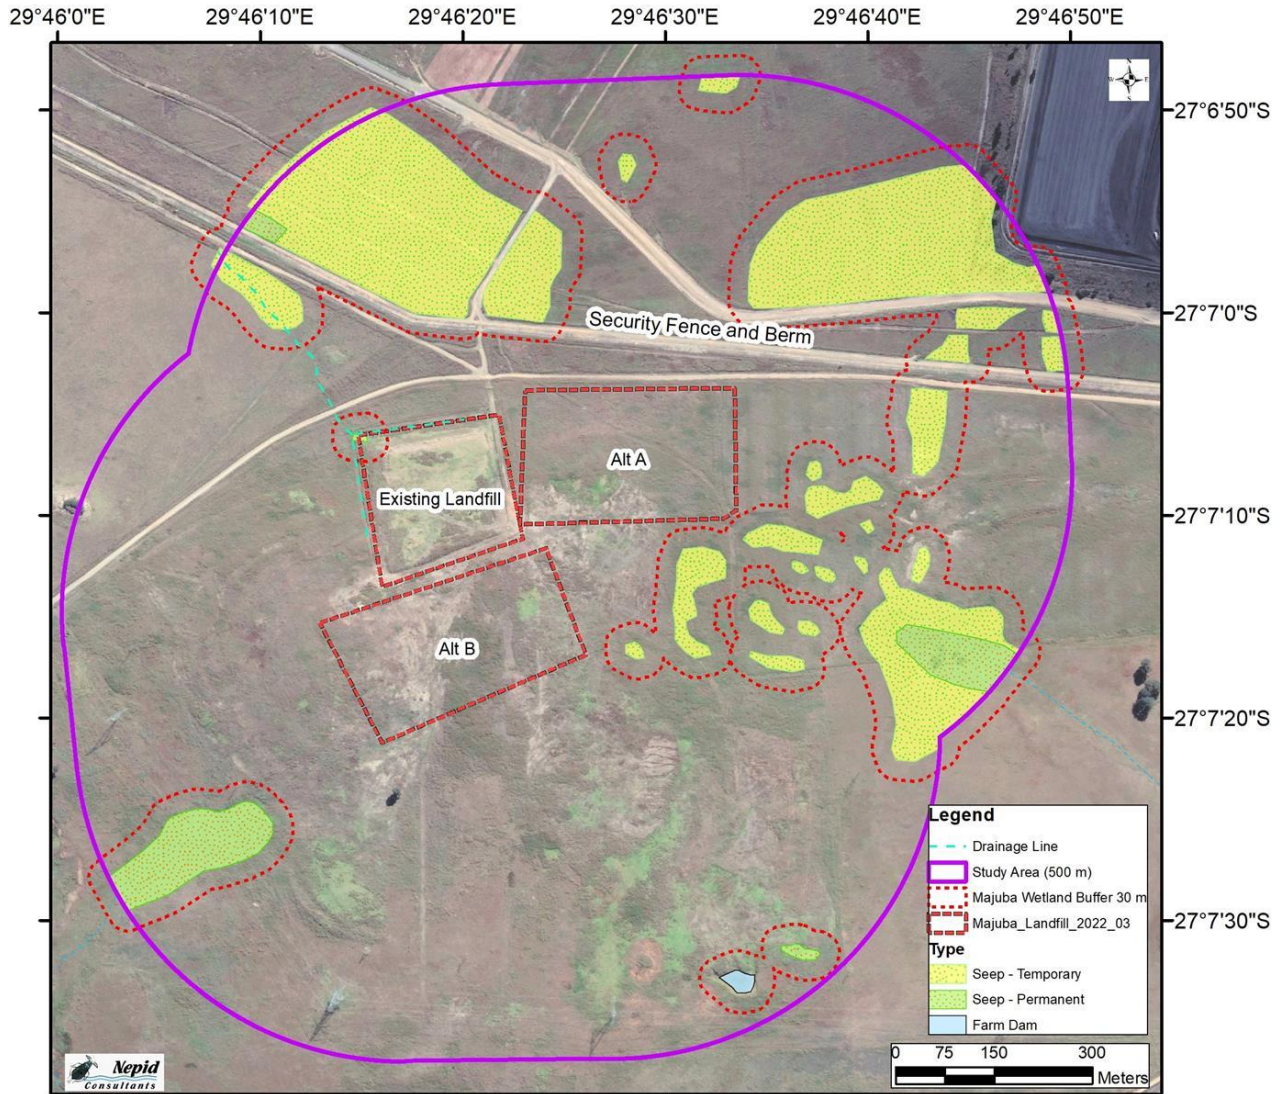 29°46'0"E 29°46'10"E 29°46'20"E 29°46'30"E 29°46'40"E 29°46'50"E
N
W E
S
27°6'50"S
27°7'0"S
Security Fence and Berm
Alt A
Existing Landfill
27°7'10"S
Alt B
27°7'20"S
Legend
Drainage Line
Study Area (500 m)
Majuba Wetland Buffer 30 m
Majuba_Landfill_2022_03
27°7'30"S
Type
Seep - Temporary
Seep - Permanent
Farm Dam
0 75 150 300
Meters
Nepid
Consultants